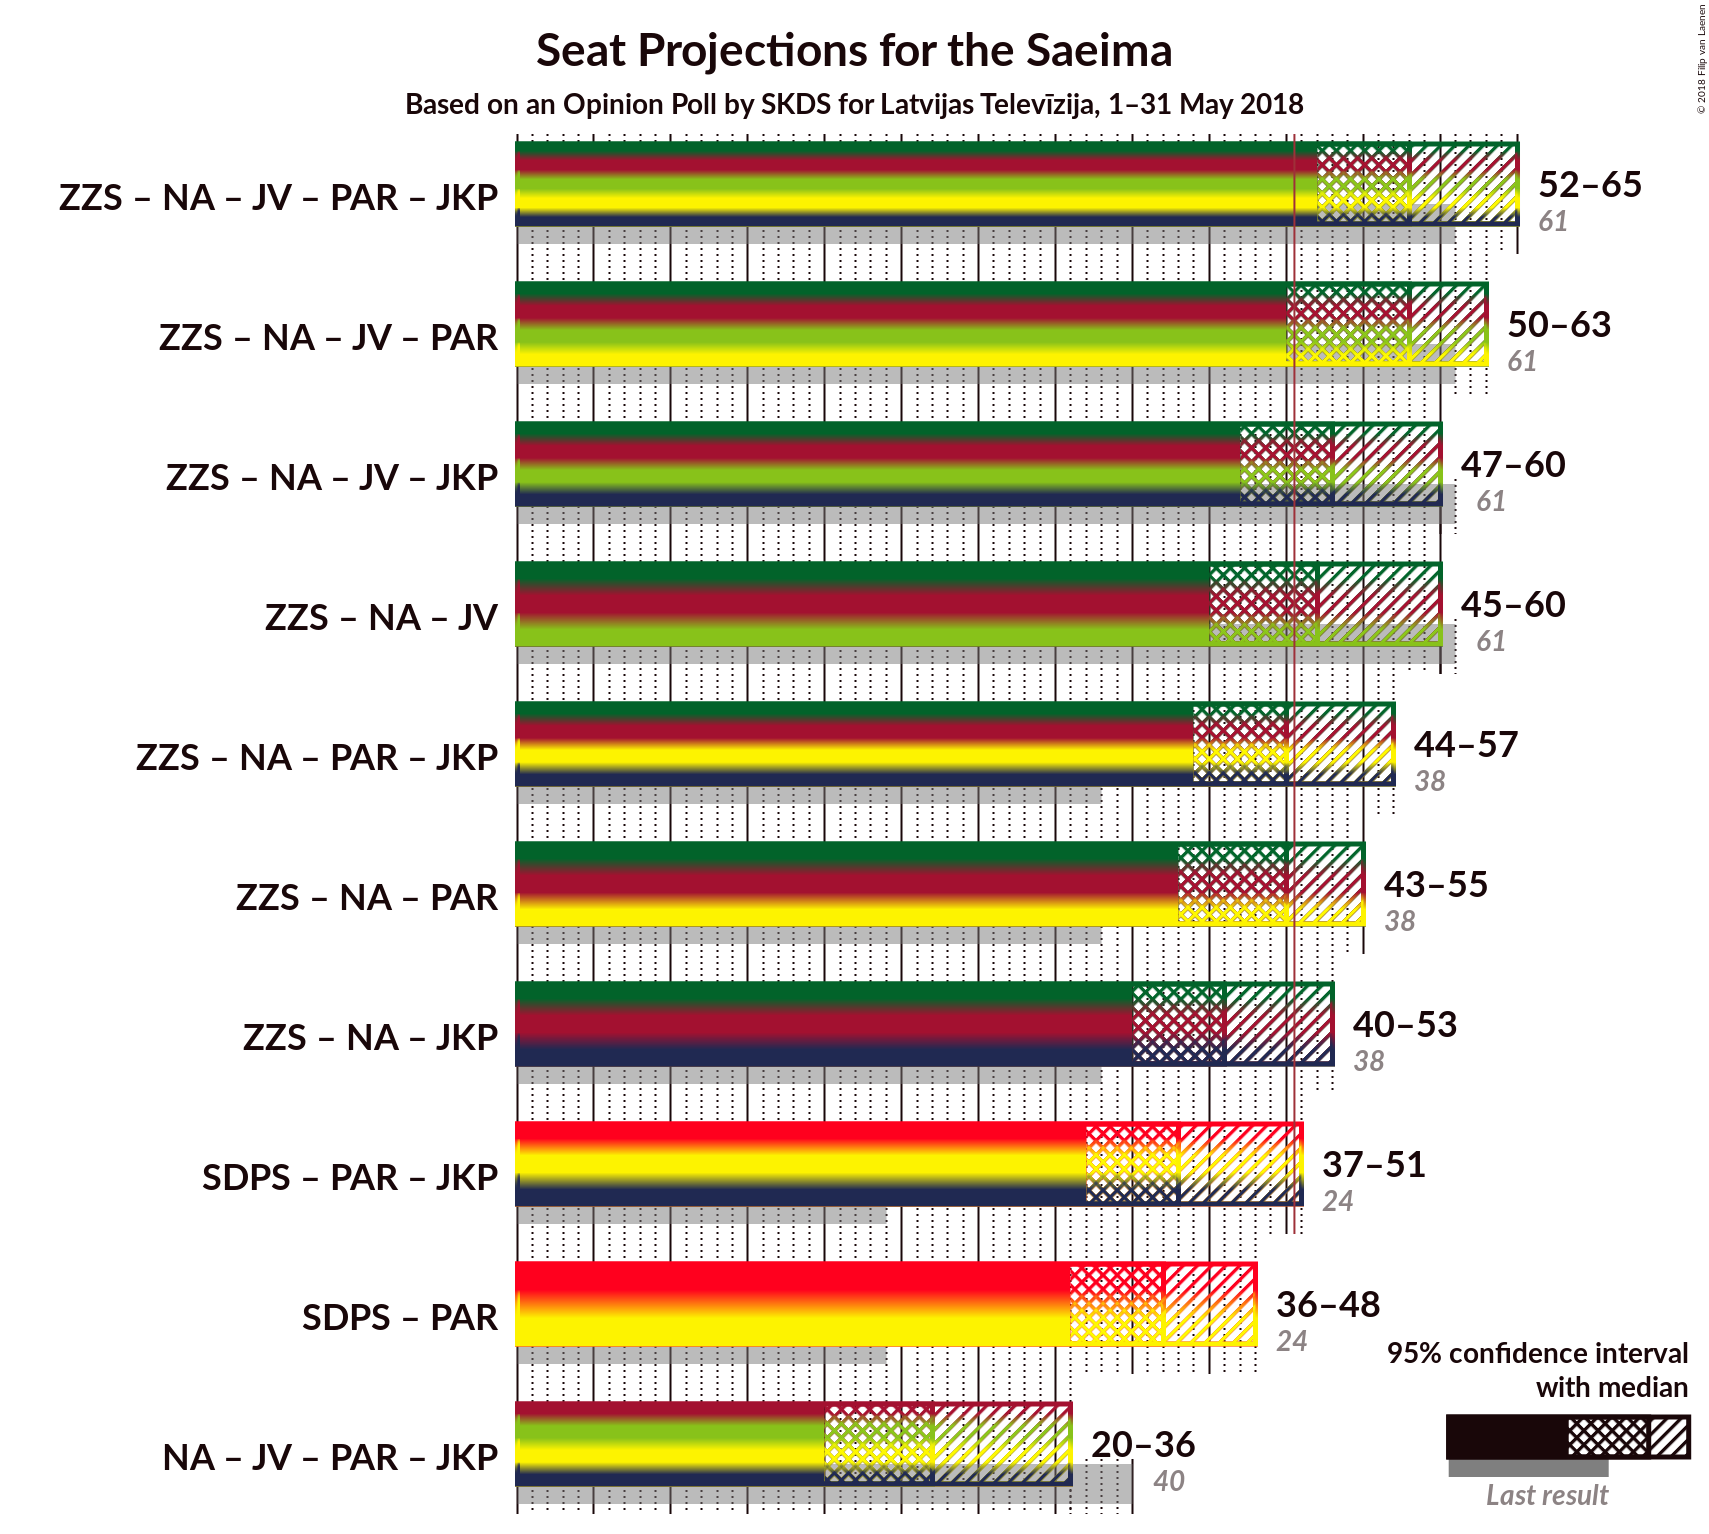 Seat Projections for the Saeima
Based on an Opinion Poll by SKDS for Latvijas Televīzija, 1–31 May 2018
© 2018 Filip van Laenen
ZZS – NA – JV – PAR – JKP
52–65
61
ZZS – NA – JV – PAR
50–63
61
ZZS – NA – JV – JKP
47–60
61
ZZS – NA – JV
45–60
61
ZZS – NA – PAR – JKP
44–57
38
ZZS – NA – PAR
43–55
38
ZZS – NA – JKP
40–53
38
SDPS – PAR – JKP
37–51
24
SDPS – PAR
36–48
24
NA – JV – PAR – JKP
20–36
40
95% confidence interval
with median
Last result